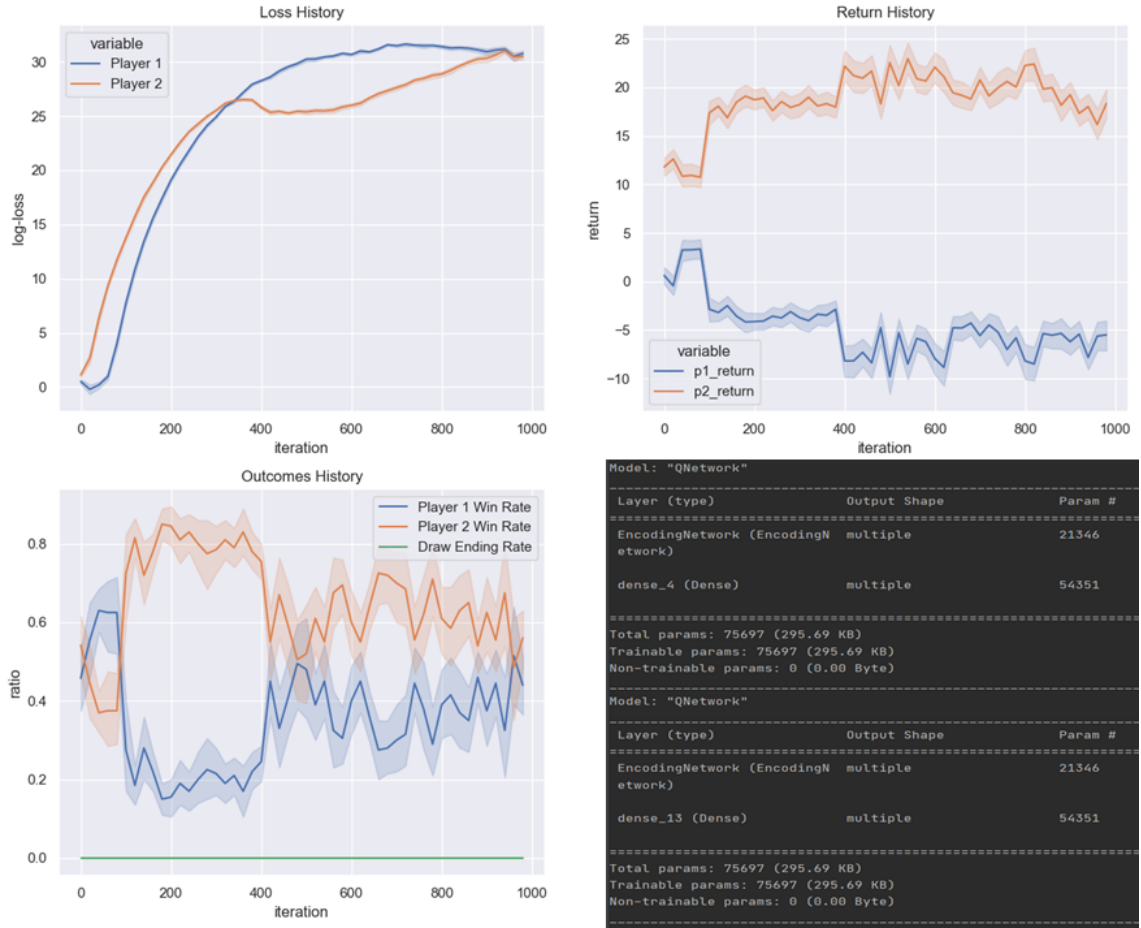 Loss History
variable
Player 1
Player 2
log-loss
30
25
20
15
10
5
0
0 200 400 600 800 1000
iteration
Return History
return
25
20
15
10
5
0
−5
−10
variable
p1_return
p2_return
0 200 400 600 800 1000
iteration
Outcomes History
Player 1 Win Rate
Player 2 Win Rate
Draw Ending Rate
ratio
0.8
0.6
0.4
0.2
0.0
0 200 400 600 800 1000
iteration
Model: "QNetwork"
Layer (type) Output Shape Param #
EncodingNetwork (EncodingN multiple 21346
etwork)
dense_4 (Dense) multiple 54351
Total params: 75697 (295.69 KB)
Trainable params: 75697 (295.69 KB)
Non-trainable params: 0 (0.00 Byte)
Model: "QNetwork"
Layer (type) Output Shape Param #
EncodingNetwork (EncodingN multiple 21346
etwork)
dense_13 (Dense) multiple 54351
Total params: 75697 (295.69 KB)
Trainable params: 75697 (295.69 KB)
Non-trainable params: 0 (0.00 Byte)